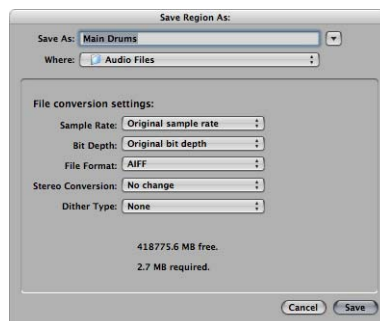 Save Region As:
Save As: Main Drums
Where: Audio Files
File conversion settings:
Sample Rate: Original sample rate
Bit Depth: Original bit depth
File Format: AIFF
Stereo Conversion: No change
Dither Type: None
418775.6 MB free.
2.7 MB required.
Cancel Save